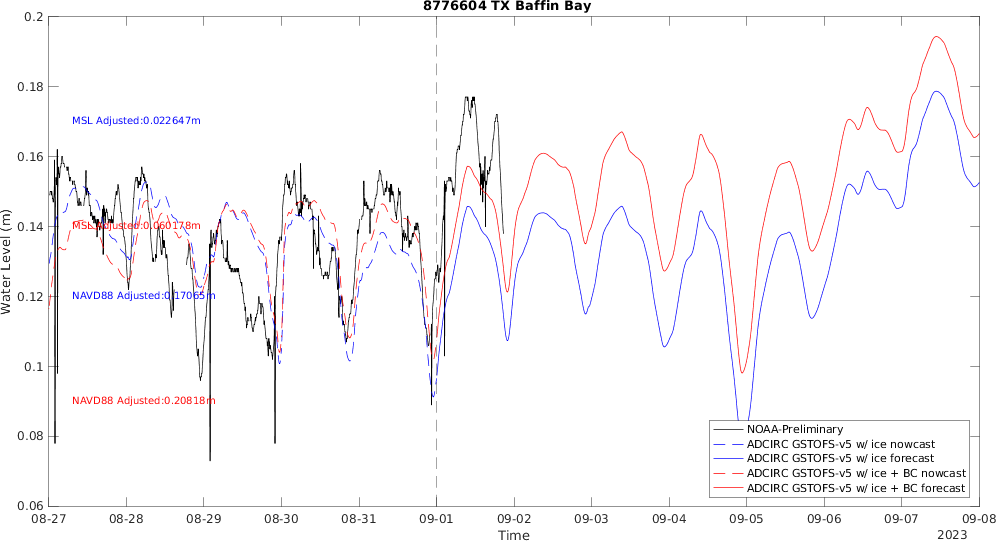 8776604 TX Baffin Bay
0.2
0.18
0.16
0.14
0.12
0.1
0.08
0.06
Water Level (m)
MSL Adjusted:0.022647m
MSL Adjusted:0.060178m
NAVD88 Adjusted:0.17065m
NAVD88 Adjusted:0.20818m
NOAA-Preliminary
ADCIRC GSTOFS-v5 w/ ice nowcast
ADCIRC GSTOFS-v5 w/ ice forecast
ADCIRC GSTOFS-v5 w/ ice + BC nowcast
ADCIRC GSTOFS-v5 w/ ice + BC forecast
08-27 08-28 08-29 08-30 08-31 09-01 09-02 09-03 09-04 09-05 09-06 09-07 09-08
Time
2023